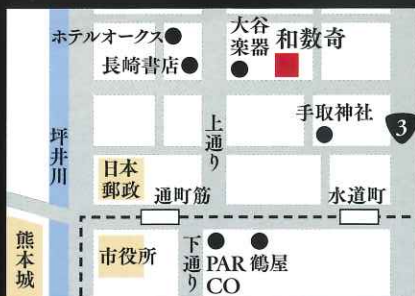 ホテルオークス
大谷
楽器
和数奇
長崎書店
手取神社
3
上通り
坪井川
日本
郵政
通町筋
水道町
熊本城
市役所
下通り
PAR
CO
鶴屋